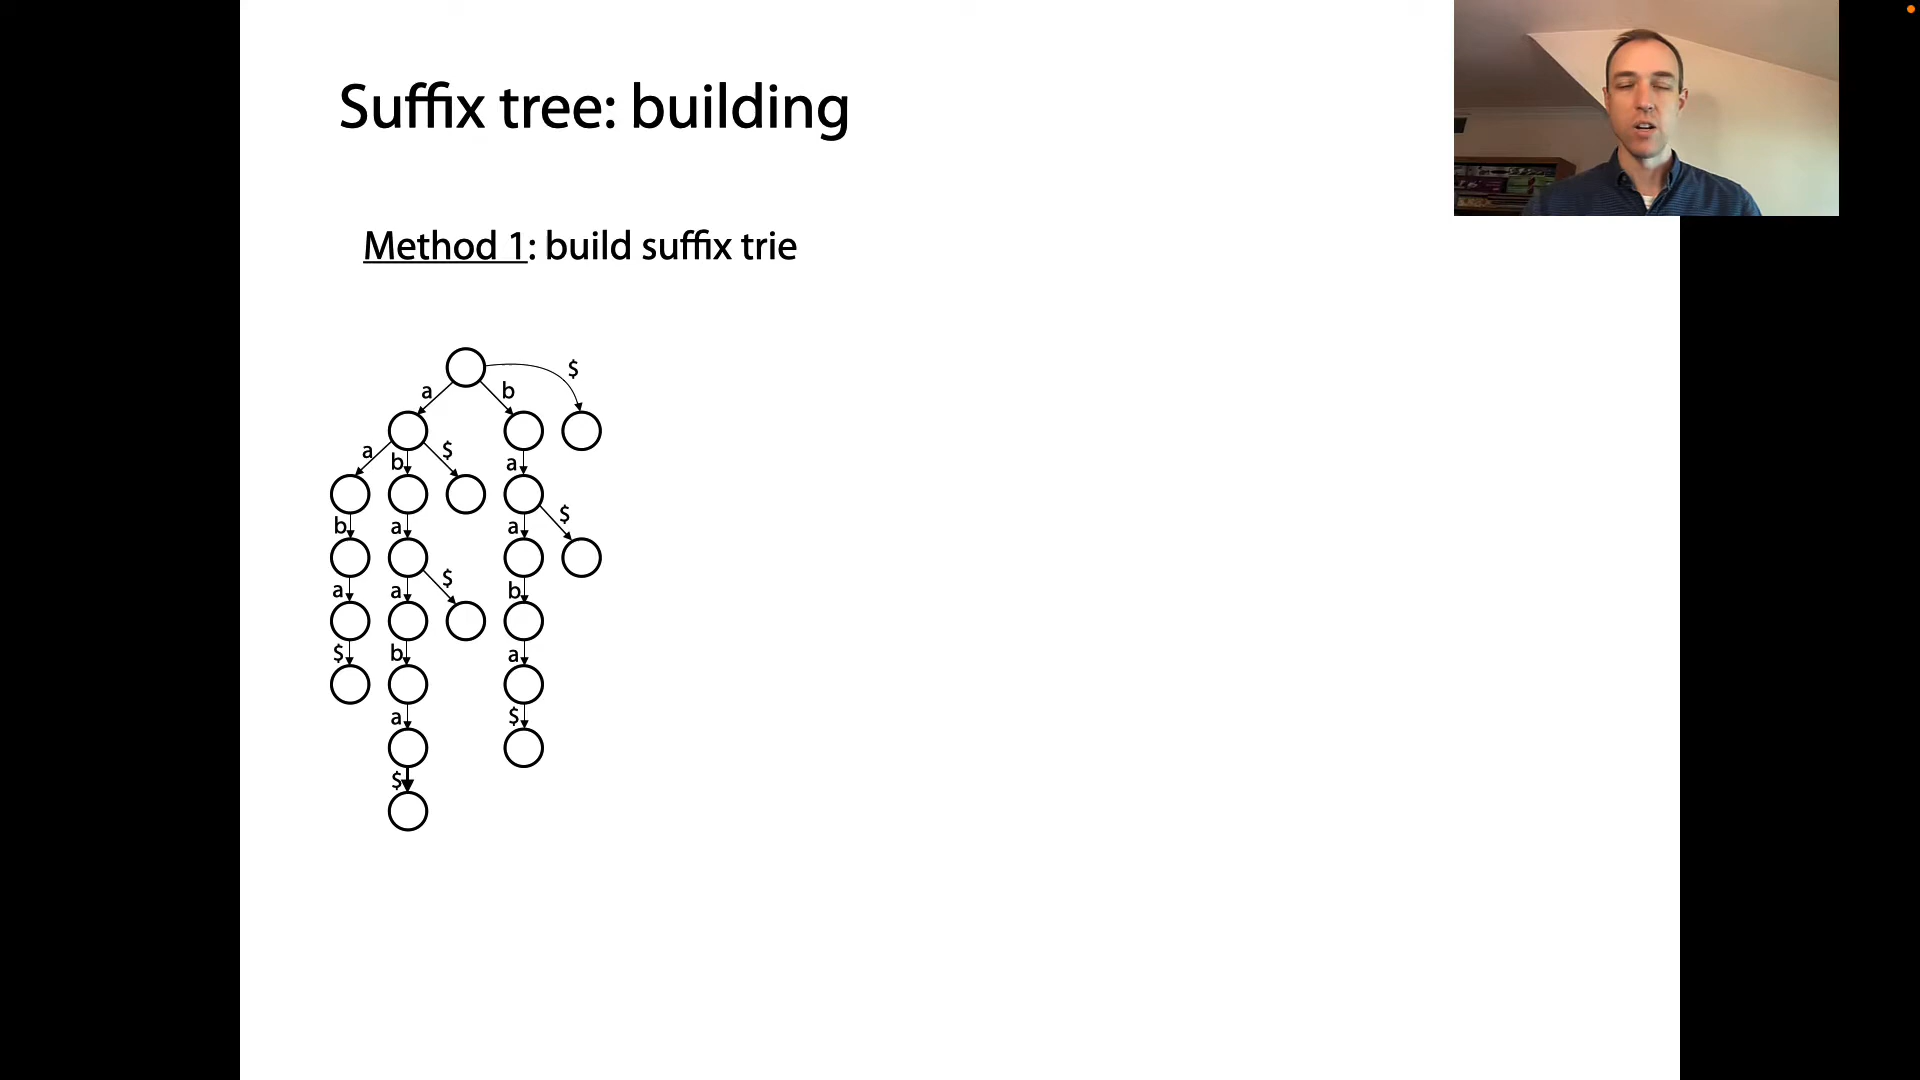 Suffix tree: building
Method 1: build suffix trie
$
a b
a b $ a
b a a $
a a $ b
$ b a
a $
$